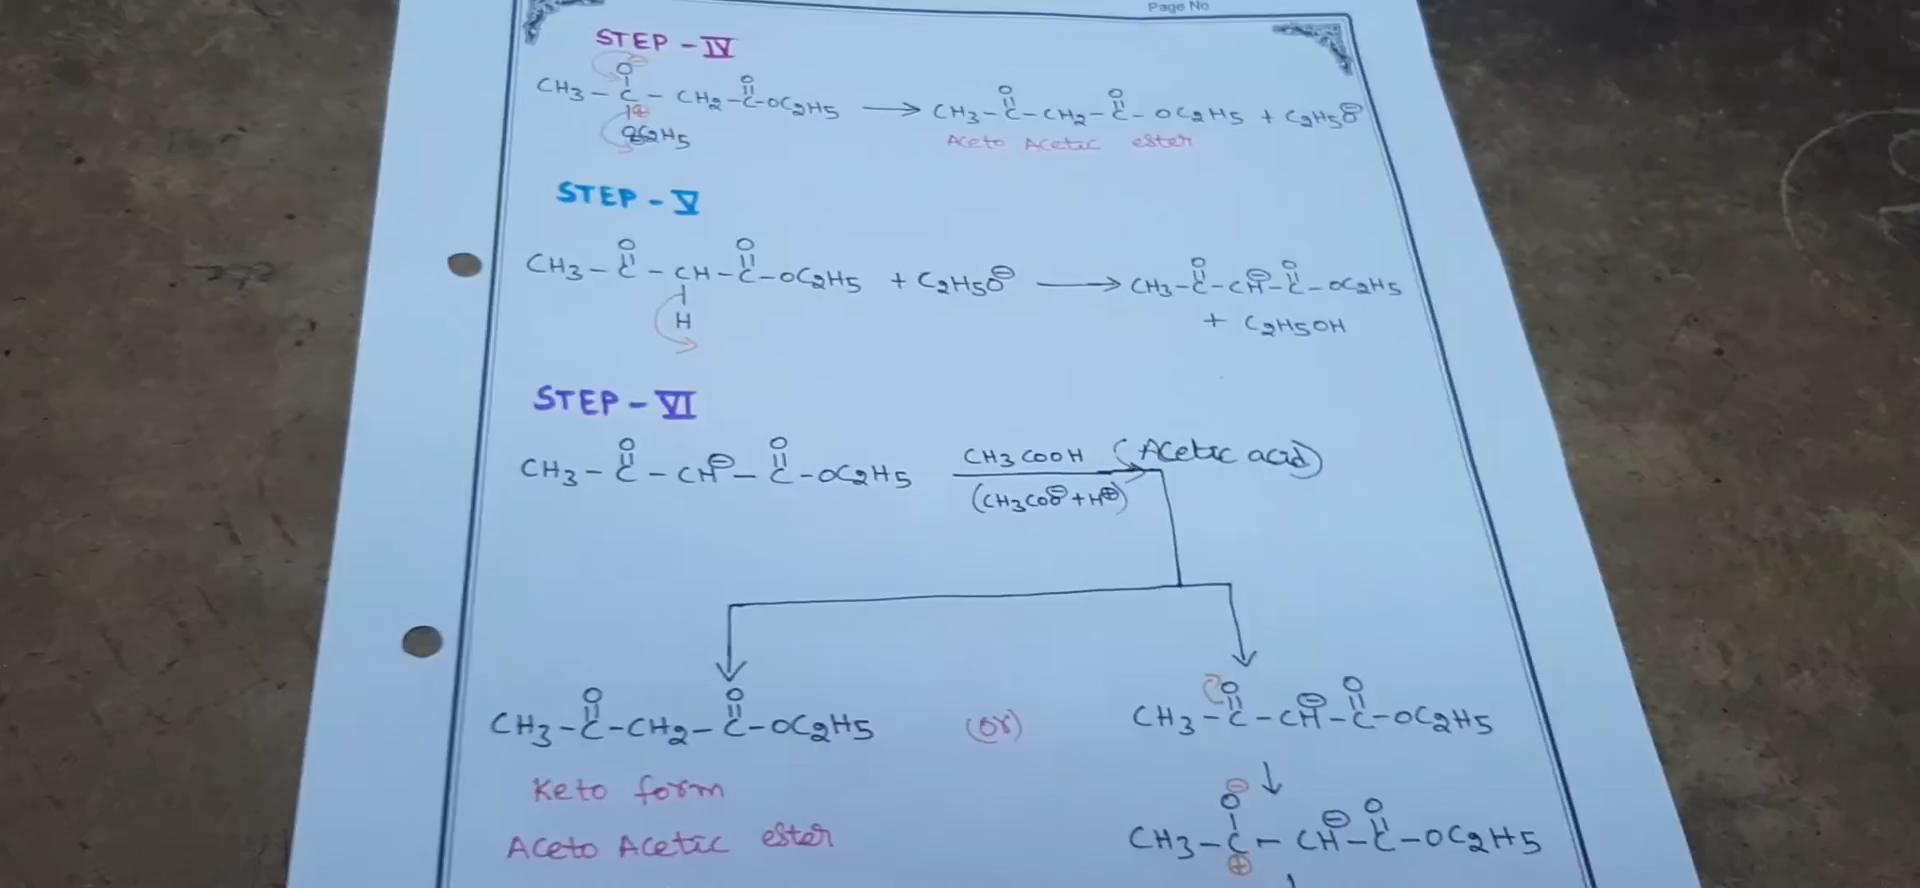 Page No
STEP - IV
O⊖
CH3 - C - CH2 - C - OC2H5 → CH3 - C - CH2 - C - OC2H5 + C2H5O⊖
O O O
⊕
OC2H5
Aceto Acetic ester
STEP - V
O O O O
CH3 - C - CH - C - OC2H5 + C2H5O⊖ → CH3 - C - CH⊖ - C - OC2H5
H
+ C2H5OH
STEP - VI
O O
CH3 - C - CH⊖ - C - OC2H5 CH3COOH (Acetic acid)
(CH3COO⊖ + H⊕)
O O O O
CH3 - C - CH2 - C - OC2H5 (or) CH3 - C - CH⊖ - C - OC2H5
Keto form
↓
Aceto Acetic ester
O⊖ O
CH3 - C - CH⊖ - C - OC2H5
⊕